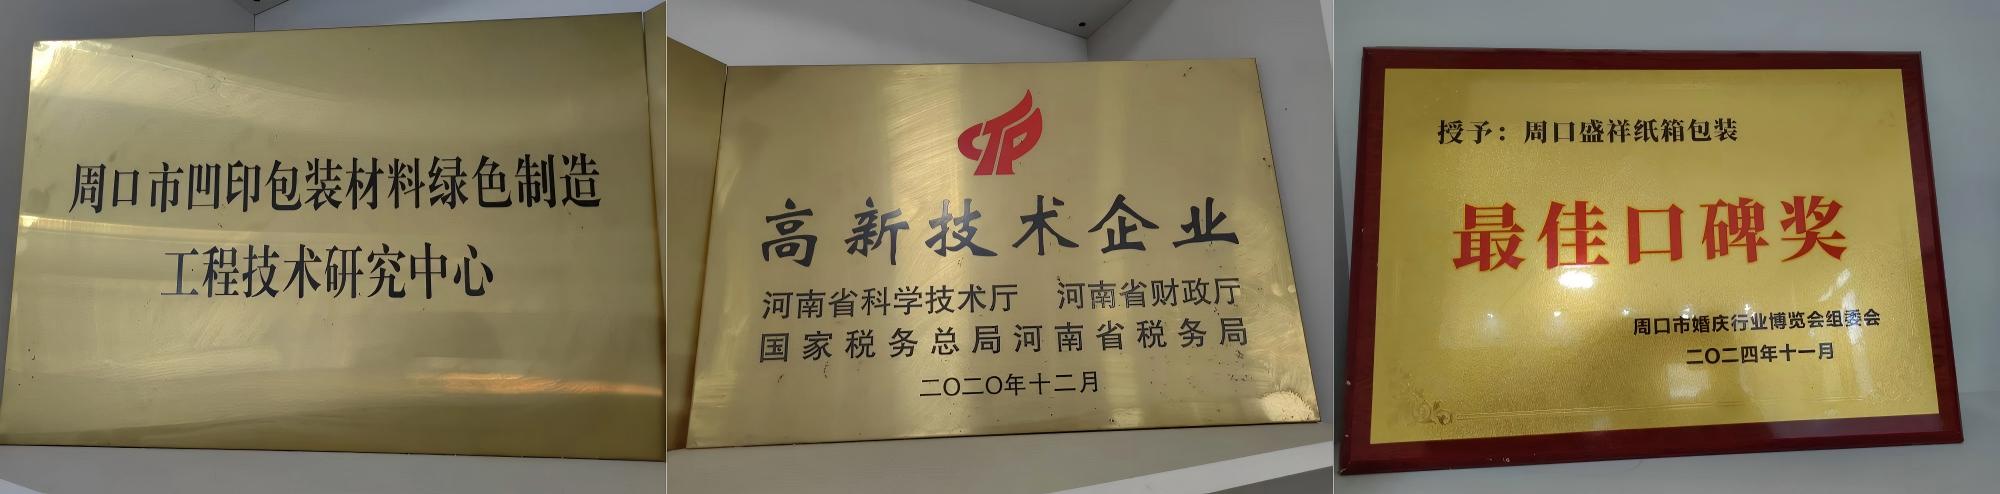 周口市凹印包装材料绿色制造
工程技术研究中心
高新技术企业
河南省科学技术厅 河南省财政厅
国家税务总局河南省税务局
二〇二〇年十二月
授予：周口盛祥纸箱包装
最佳口碑奖
周口市婚庆行业博览会组委会
二〇二四年十一月